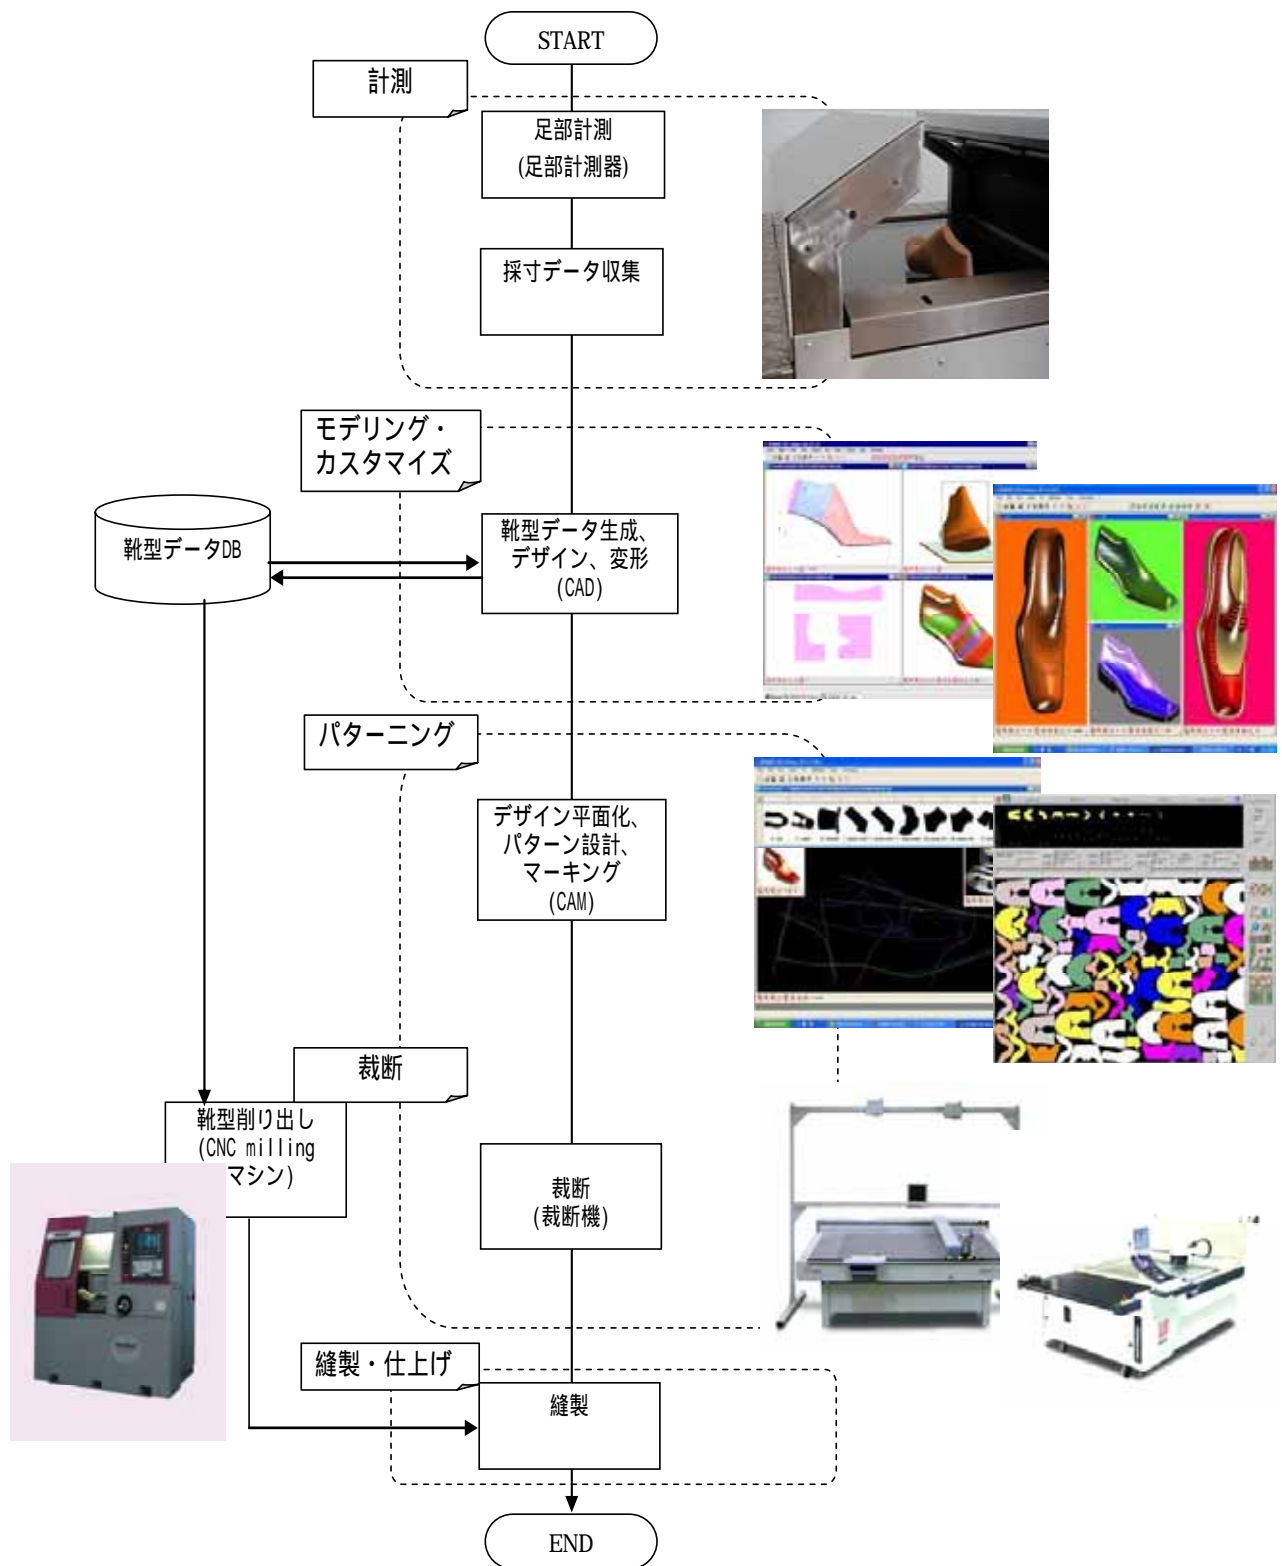 START
計測
足部計測
(足部計測器)
採寸データ収集
モデリング・
カスタマイズ
靴型データDB
靴型データ生成、
デザイン、変形
(CAD)
パターニング
デザイン平面化、
パターン設計、
マーキング
(CAM)
裁断
靴型削り出し
(CNC milling
マシン)
裁断
(裁断機)
縫製・仕上げ
縫製
END